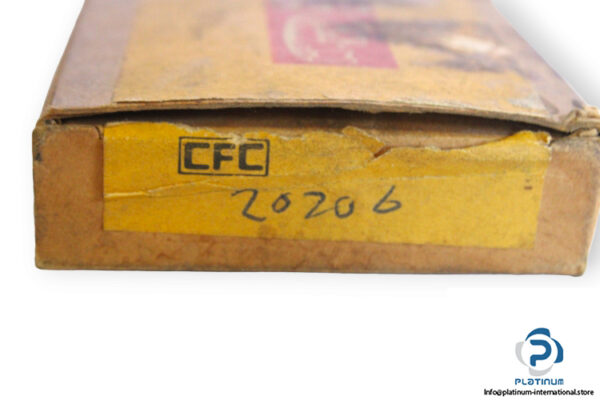 CFC
20206
PLATINUM
Info@platinum-international.store